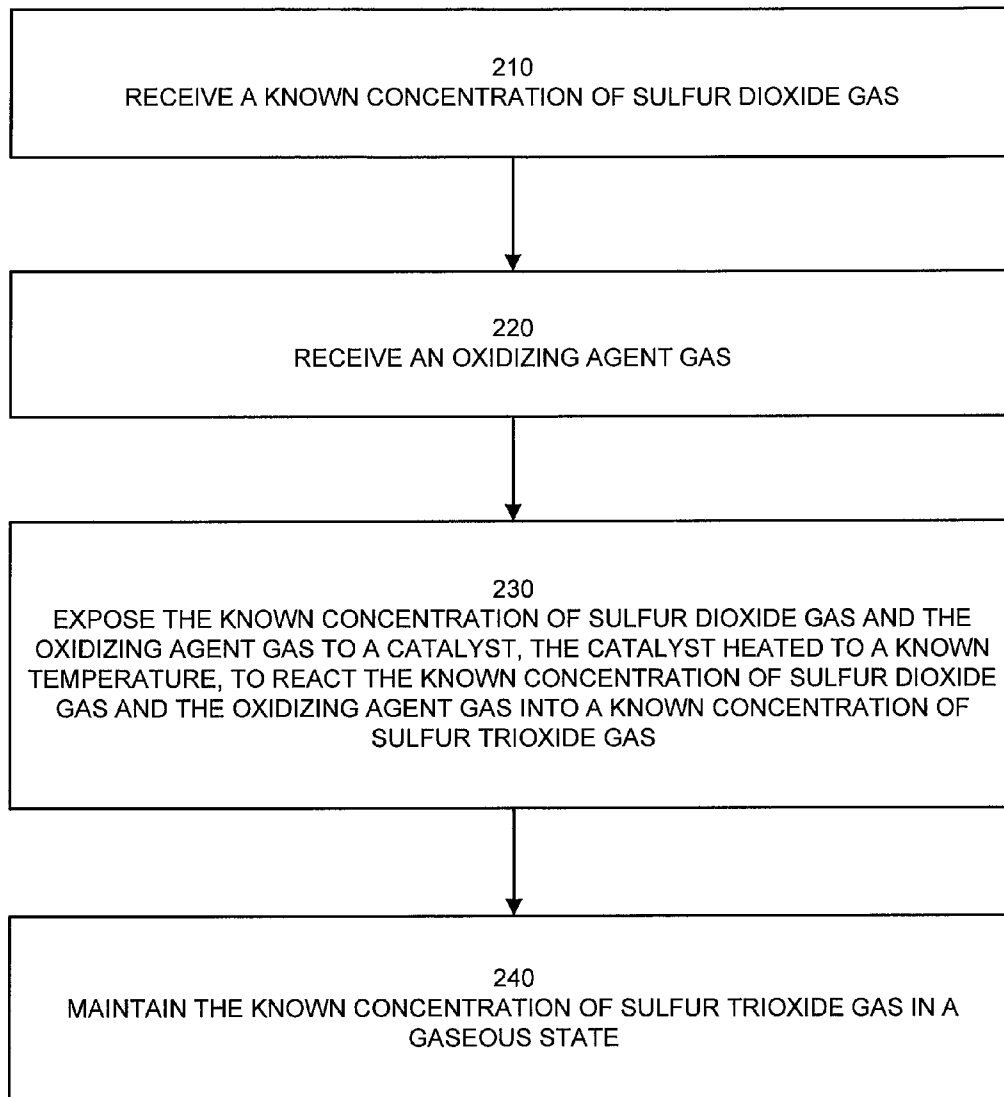 210
RECEIVE A KNOWN CONCENTRATION OF SULFUR DIOXIDE GAS
220
RECEIVE AN OXIDIZING AGENT GAS
230
EXPOSE THE KNOWN CONCENTRATION OF SULFUR DIOXIDE GAS AND THE
OXIDIZING AGENT GAS TO A CATALYST, THE CATALYST HEATED TO A KNOWN
TEMPERATURE, TO REACT THE KNOWN CONCENTRATION OF SULFUR DIOXIDE
GAS AND THE OXIDIZING AGENT GAS INTO A KNOWN CONCENTRATION OF
SULFUR TRIOXIDE GAS
240
MAINTAIN THE KNOWN CONCENTRATION OF SULFUR TRIOXIDE GAS IN A
GASEOUS STATE